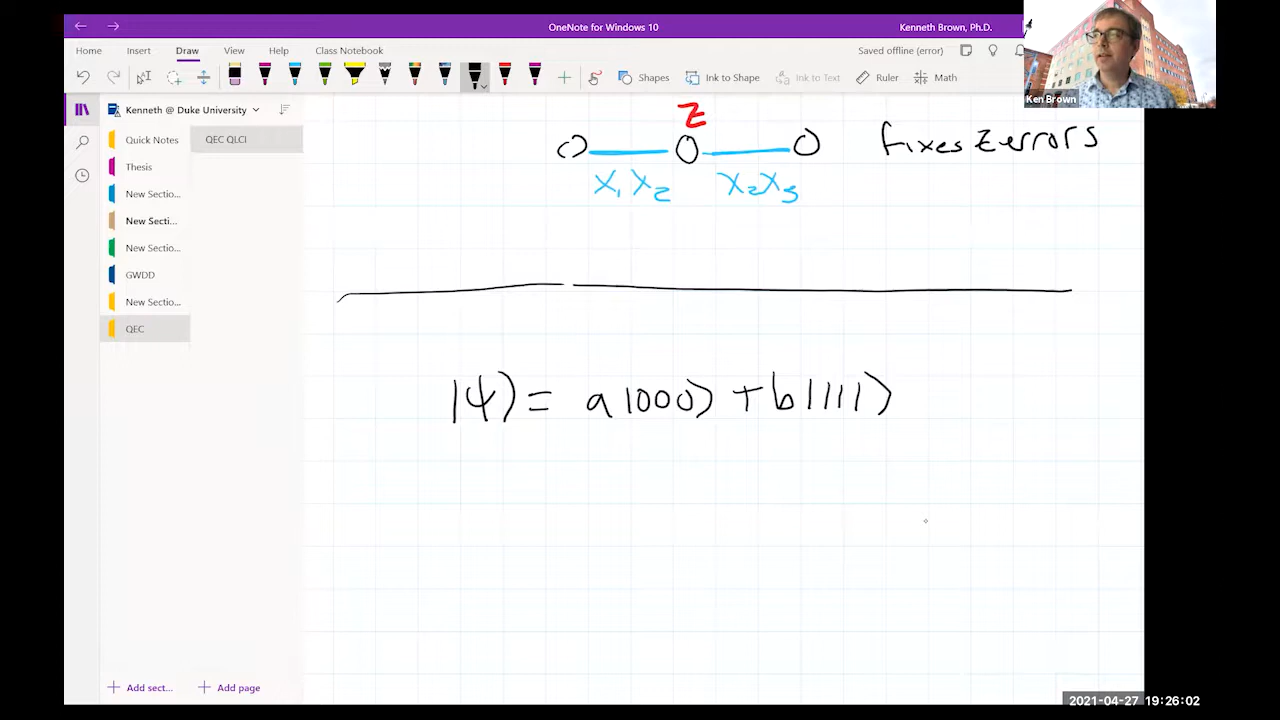 OneNote for Windows 10
Kenneth Brown, Ph.D.
Home Insert Draw View Help Class Notebook
Saved offline (error)
Shapes Ink to Shape Ink to Text Ruler Math
Ken Brown
Kenneth @ Duke University
QEC QLCI
Quick Notes
Thesis
New Sectio...
New Secti...
New Sectio...
GWDD
New Sectio...
QEC
Z
fixes Z errors
X₁X₂ X₂X₃
|ψ⟩ = a|000⟩ + b|111⟩
Add sect... Add page
2021-04-27 19:26:02